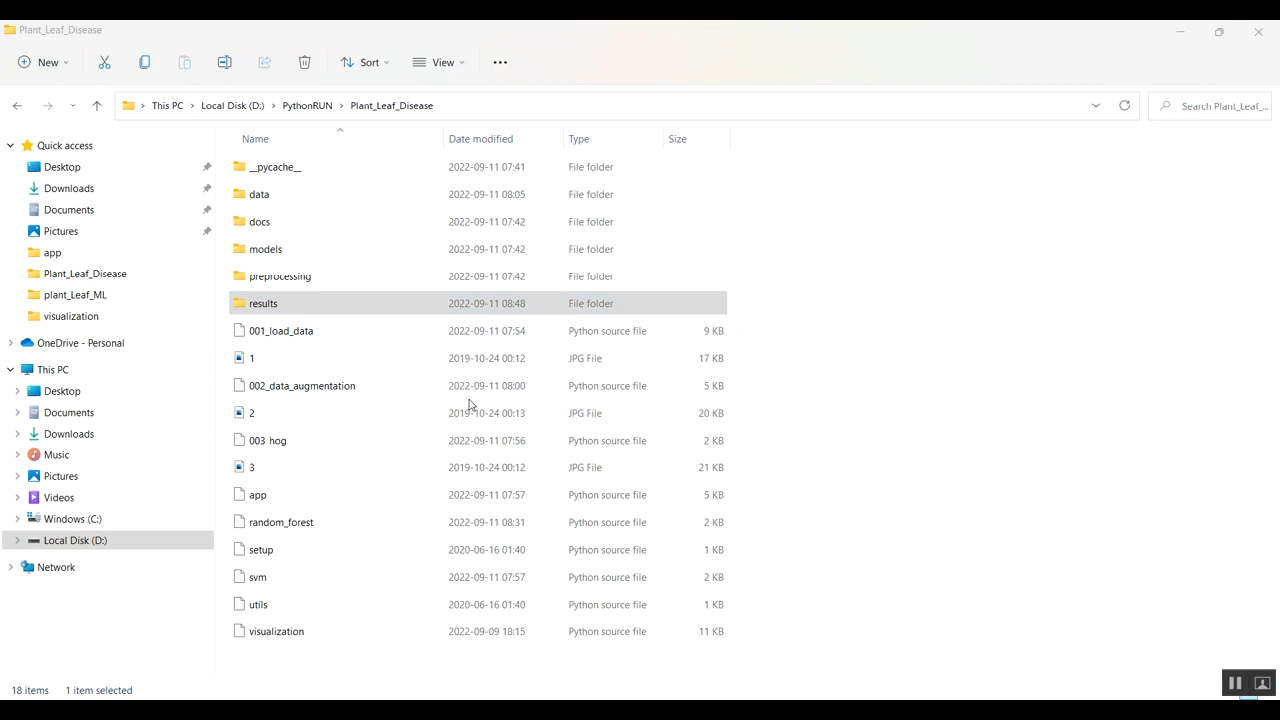 Plant_Leaf_Disease
New
Sort
View
This PC > Local Disk (D:) > PythonRUN > Plant_Leaf_Disease
Search Plant_Leaf_...
Quick access
Desktop
Downloads
Documents
Pictures
app
Plant_Leaf_Disease
plant_Leaf_ML
visualization
OneDrive - Personal
This PC
Desktop
Documents
Downloads
Music
Pictures
Videos
Windows (C:)
Local Disk (D:)
Network
Name Date modified Type Size
__pycache__ 2022-09-11 07:41 File folder
data 2022-09-11 08:05 File folder
docs 2022-09-11 07:42 File folder
models 2022-09-11 07:42 File folder
preprocessing 2022-09-11 07:42 File folder
results 2022-09-11 08:48 File folder
001_load_data 2022-09-11 07:54 Python source file 9 KB
1 2019-10-24 00:12 JPG File 17 KB
002_data_augmentation 2022-09-11 08:00 Python source file 5 KB
2 2019-10-24 00:13 JPG File 20 KB
003 hog 2022-09-11 07:56 Python source file 2 KB
3 2019-10-24 00:12 JPG File 21 KB
app 2022-09-11 07:57 Python source file 5 KB
random_forest 2022-09-11 08:31 Python source file 2 KB
setup 2020-06-16 01:40 Python source file 1 KB
svm 2022-09-11 07:57 Python source file 2 KB
utils 2020-06-16 01:40 Python source file 1 KB
visualization 2022-09-09 18:15 Python source file 11 KB
18 items 1 item selected